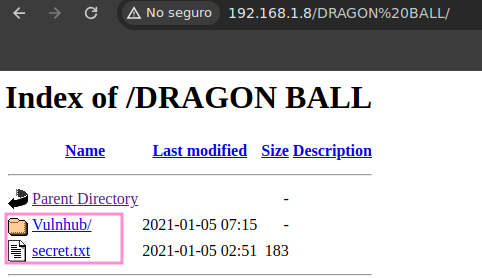 No seguro 192.168.1.8/DRAGON%20BALL/
Index of /DRAGON BALL
Name Last modified Size Description
Parent Directory -
Vulnhub/ 2021-01-05 07:15 -
secret.txt 2021-01-05 02:51 183